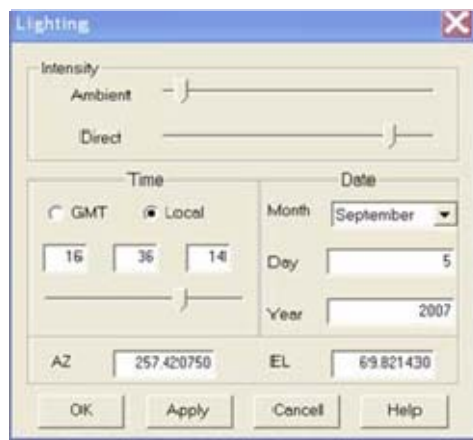 Lighting
Intensity
Ambient
Direct
Time
GMT
Local
16
36
Date
Month
September
Day
5
Year
2007
AZ
257.420750
EL
69.821430
OK
Apply
Cancel
Help